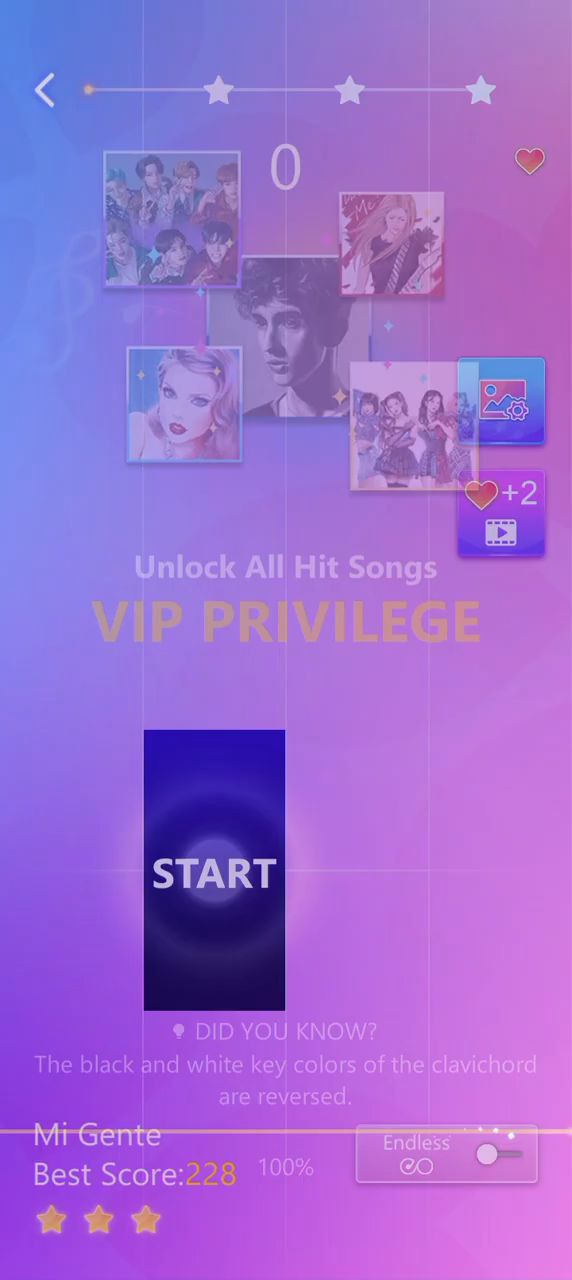 0
+2
Unlock All Hit Songs
VIP PRIVILEGE
START
DID YOU KNOW?
The black and white key colors of the clavichord
are reversed.
Mi Gente
Best Score:228
100%
Endless